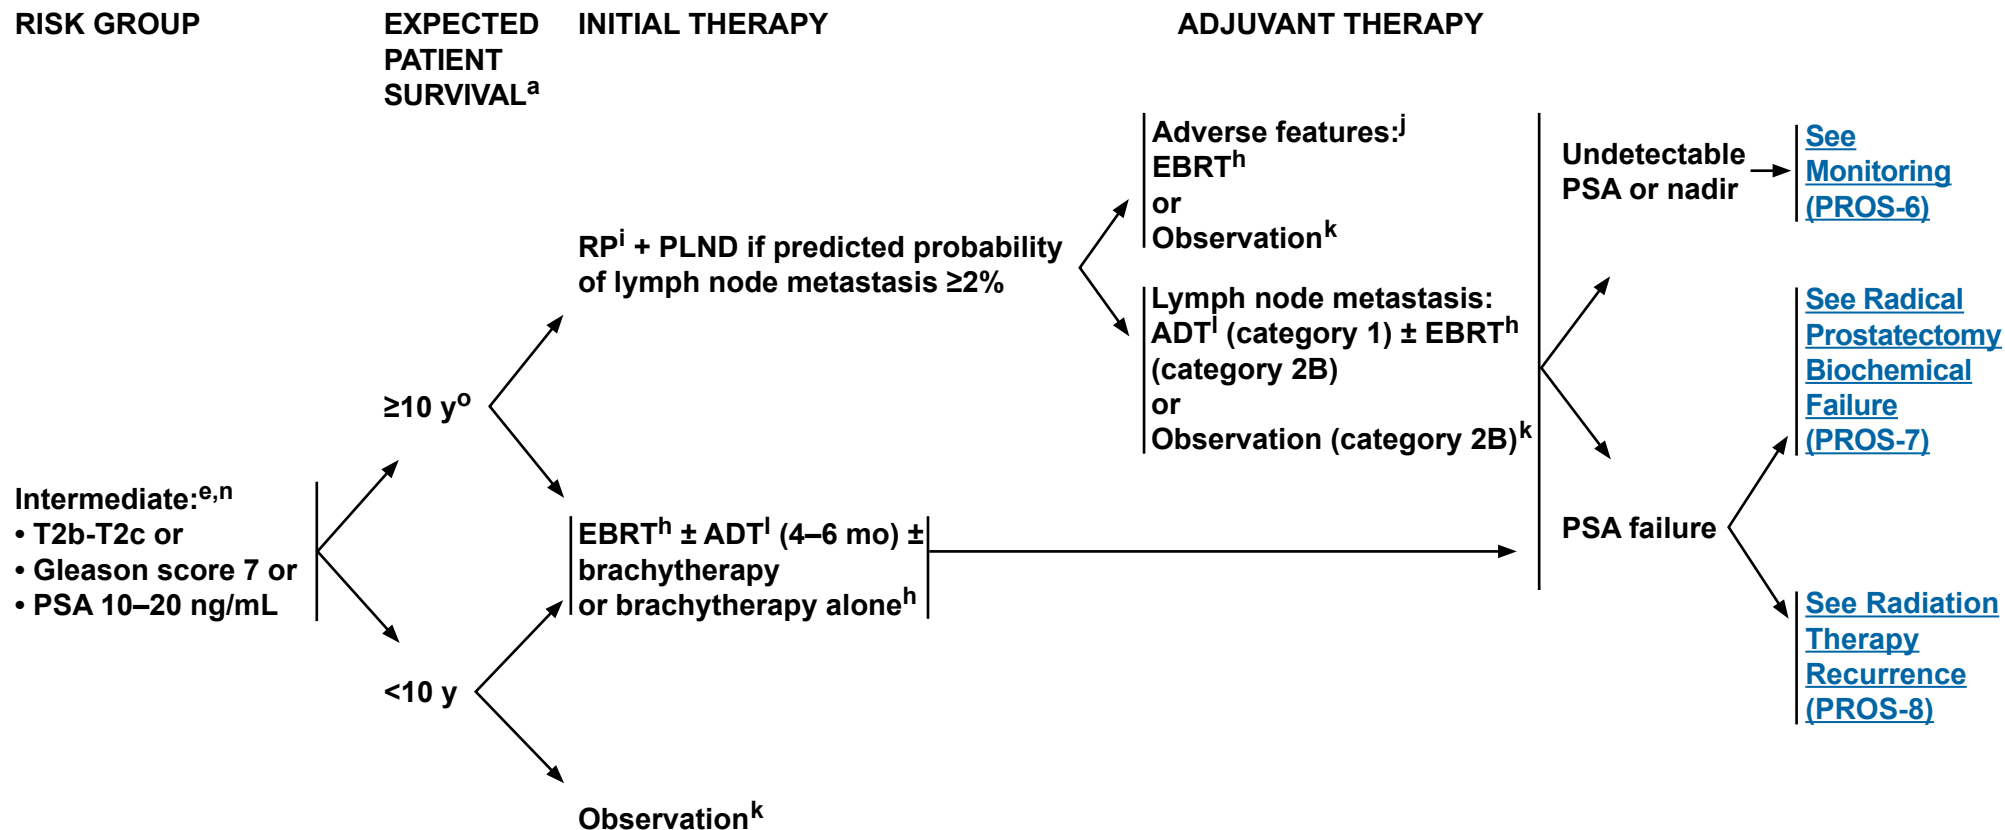 RISK GROUP
EXPECTED
PATIENT
SURVIVALa
INITIAL THERAPY
ADJUVANT THERAPY
Intermediate:e,n
• T2b-T2c or
• Gleason score 7 or
• PSA 10–20 ng/mL
≥10 yo
<10 y
RPi + PLND if predicted probability
of lymph node metastasis ≥2%
EBRTh ± ADTl (4–6 mo) ±
brachytherapy
or brachytherapy aloneh
Observationk
Adverse features:j
EBRTh
or
Observationk
Lymph node metastasis:
ADTl (category 1) ± EBRTh
(category 2B)
or
Observation (category 2B)k
Undetectable
PSA or nadir
PSA failure
See
Monitoring
(PROS-6)
See Radical
Prostatectomy
Biochemical
Failure
(PROS-7)
See Radiation
Therapy
Recurrence
(PROS-8)